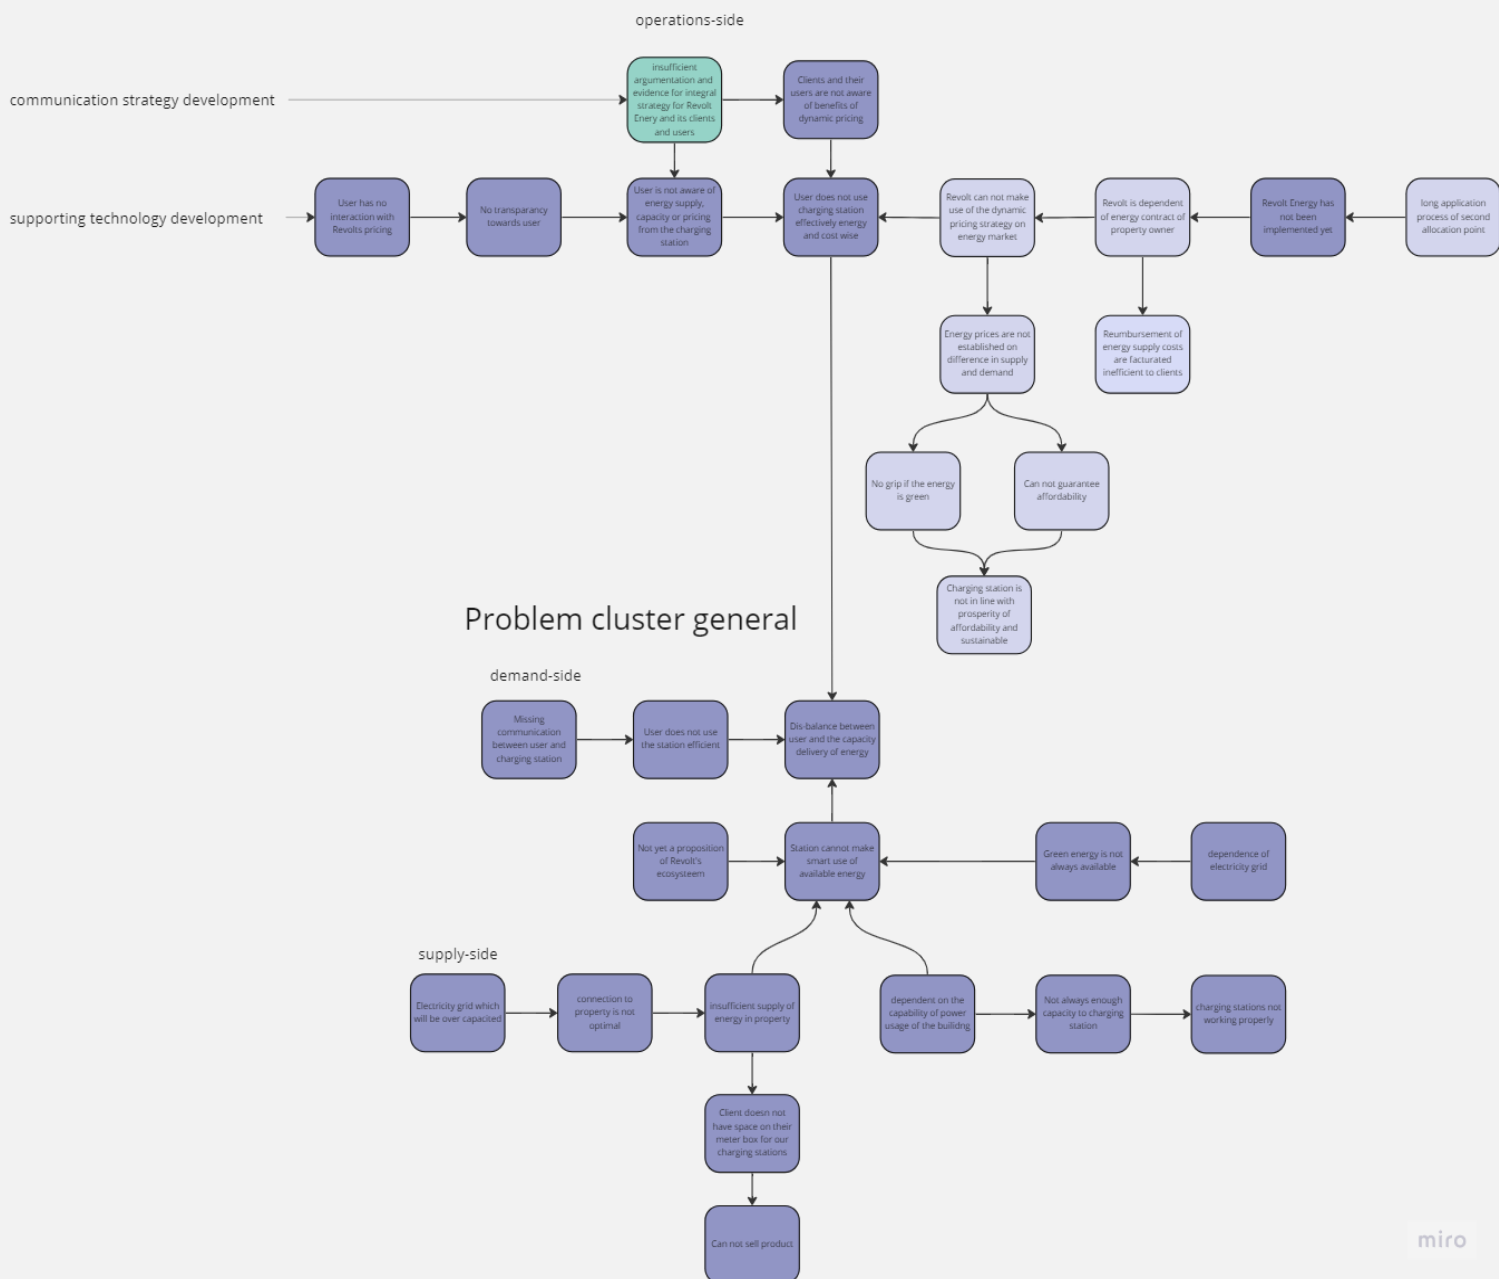 operations-side
communication strategy development
insufficient
argumentation and
evidence for integral
strategy for Revolt
Enery and its clients
and users
Clients and their
users are not aware
of benefits of
dynamic pricing
supporting technology development
User has no
interaction with
Revolts pricing
No transparancy
towards user
User is not aware of
energy supply,
capacity or pricing
from the charging
station
User does not use
charging station
effectively energy
and cost wise
Revolt can not make
use of the dynamic
pricing strategy on
energy market
Revolt is dependent
of energy contract of
property owner
Revolt Energy has
not been
implemented yet
long application
process of second
allocation point
Energy prices are not
established on
difference in supply
and demand
Reumbursement of
energy supply costs
are facturated
inefficient to clients
No grip if the energy
is green
Can not guarantee
affordability
Charging station is
not in line with
prosperity of
affordability and
sustainable
Problem cluster general
demand-side
Missing
communication
between user and
charging station
User does not use
the station efficient
Dis-balance between
user and the capacity
delivery of energy
Not yet a proposition
of Revolt's
ecosysteem
Station cannot make
smart use of
available energy
Green energy is not
always available
dependence of
electricity grid
supply-side
Electricity grid which
will be over capacited
connection to
property is not
optimal
insufficient supply of
energy in property
dependent on the
capability of power
usage of the builidng
Not always enough
capacity to charging
station
charging stations not
working properly
Client doesn not
have space on their
meter box for our
charging stations
Can not sell product
miro